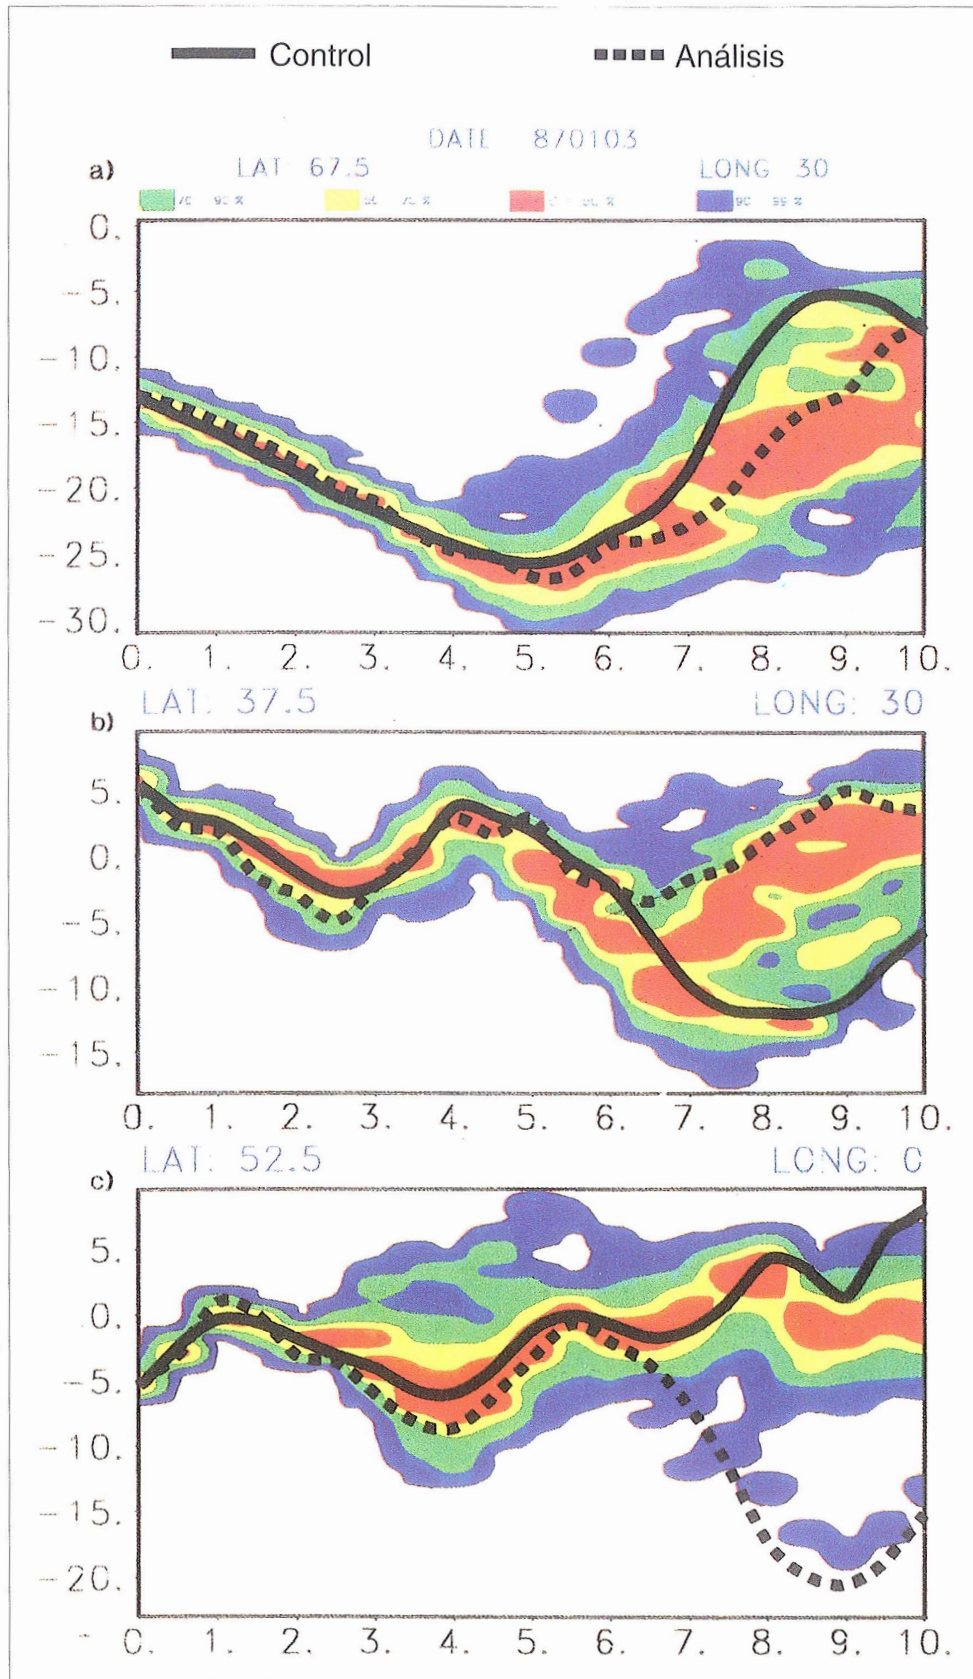 Control Análisis
DATE 870103
a) LAT: 67.5 LONG 30
90 99 %
0.
-5.
-10.
-15.
-20.
-25.
-30.
0. 1. 2. 3. 4. 5. 6. 7. 8. 9. 10.
b) LAT: 37.5 LONG: 30
5.
0.
-5.
-10.
-15.
0. 1. 2. 3. 4. 5. 6. 7. 8. 9. 10.
c) LAT: 52.5 LONG: 0
5.
0.
-5.
-10.
-15.
-20.
0. 1. 2. 3. 4. 5. 6. 7. 8. 9. 10.